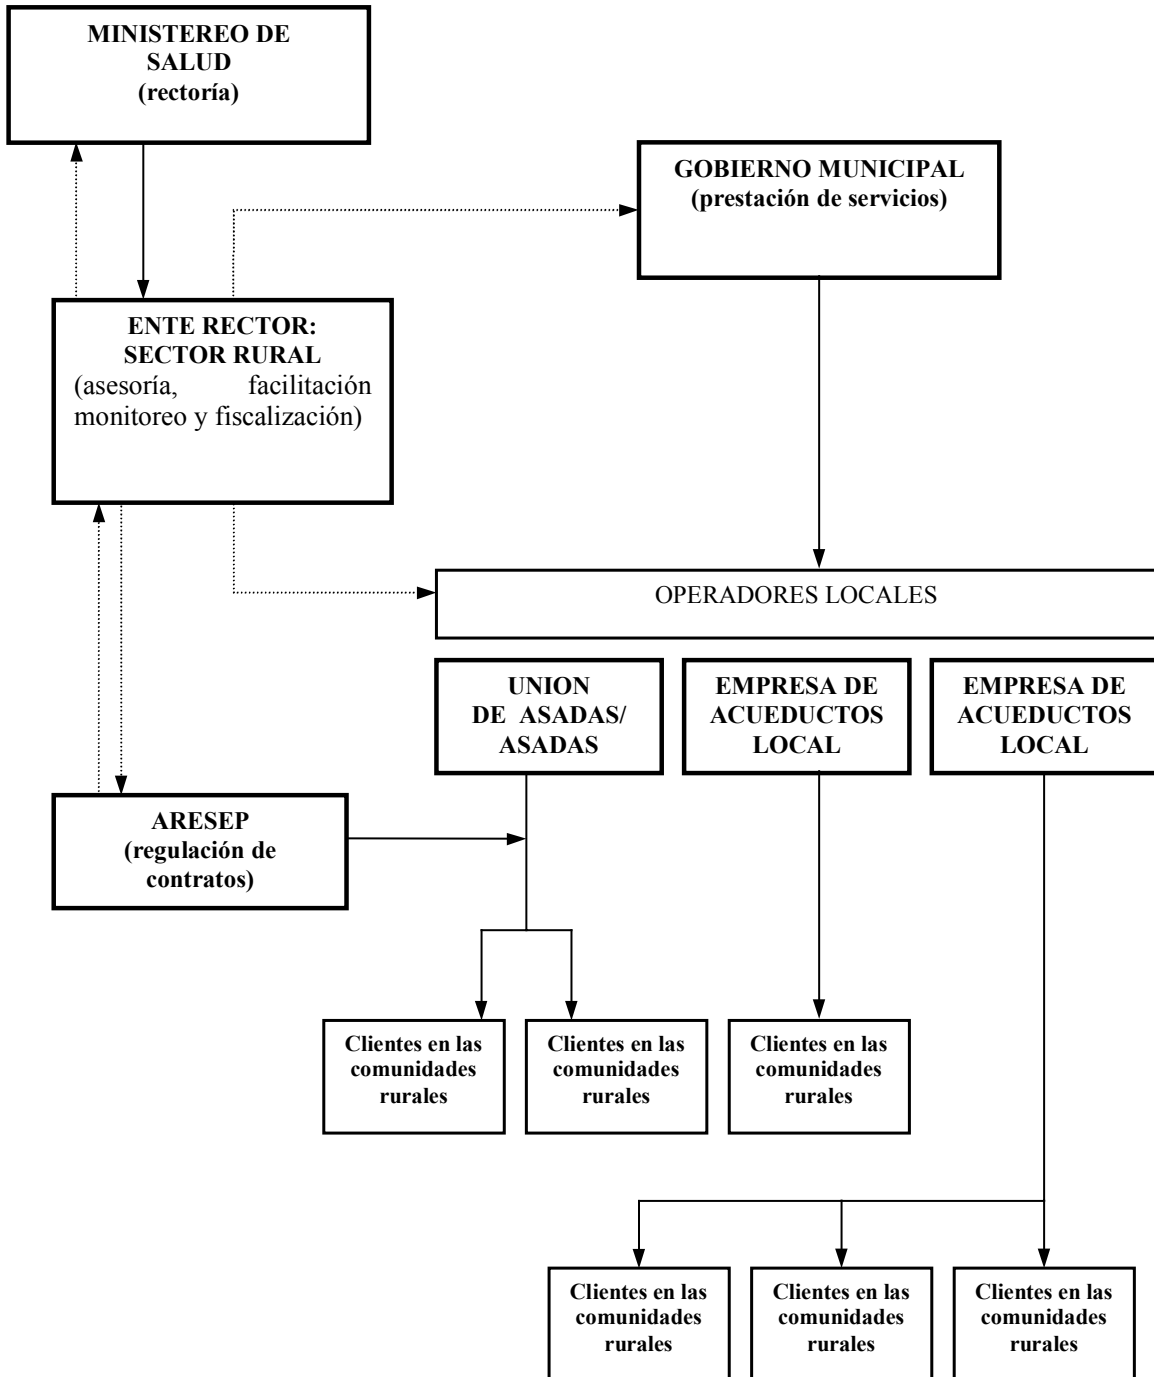 MINISTEREO DE
SALUD
(rectoría)
GOBIERNO MUNICIPAL
(prestación de servicios)
ENTE RECTOR:
SECTOR RURAL
(asesoría, facilitación
monitoreo y fiscalización)
OPERADORES LOCALES
UNION
DE ASADAS/
ASADAS
EMPRESA DE
ACUEDUCTOS
LOCAL
EMPRESA DE
ACUEDUCTOS
LOCAL
ARESEP
(regulación de
contratos)
Clientes en las
comunidades
rurales
Clientes en las
comunidades
rurales
Clientes en las
comunidades
rurales
Clientes en las
comunidades
rurales
Clientes en las
comunidades
rurales
Clientes en las
comunidades
rurales